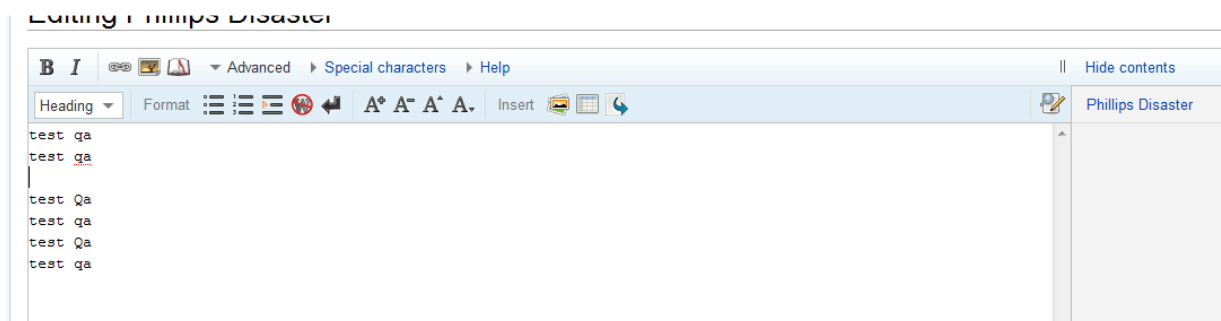 Editing Phillips Disaster
B I Advanced Special characters Help Hide contents
Heading Format A+ A- A^ A. Insert Phillips Disaster
test qa
test qa
test Qa
test qa
test Qa
test qa